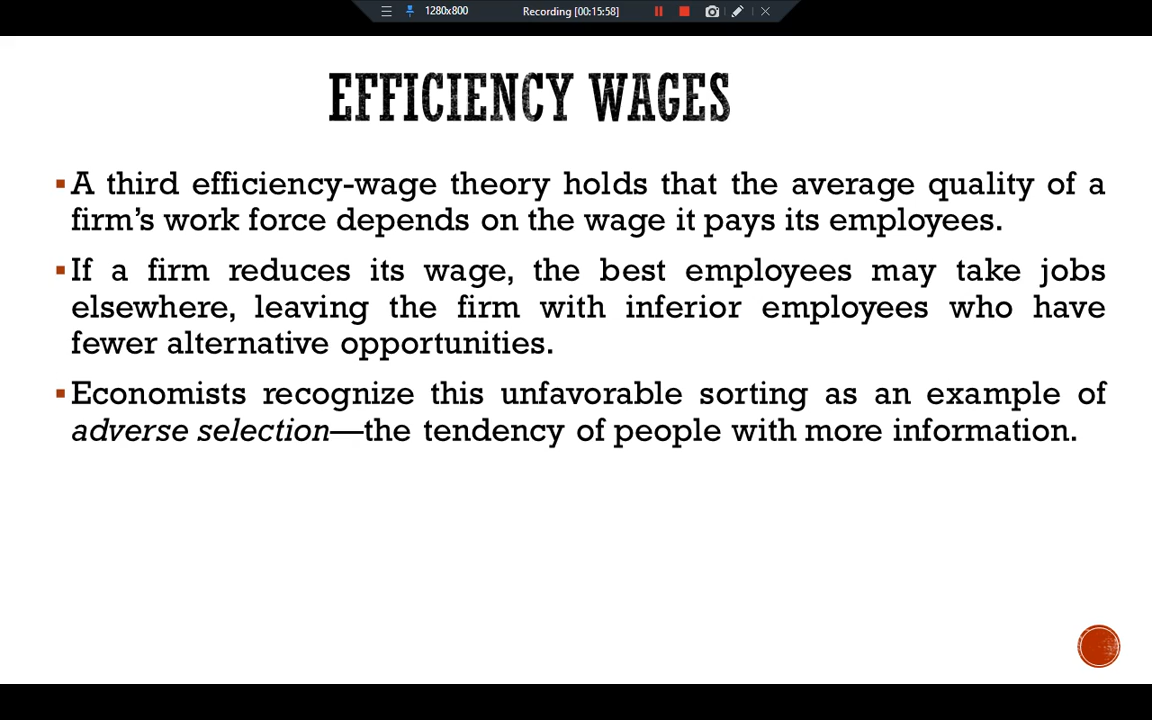 1280x800 Recording [00:15:58]
EFFICIENCY WAGES
▪A third efficiency-wage theory holds that the average quality of a
firm's work force depends on the wage it pays its employees.
▪If a firm reduces its wage, the best employees may take jobs
elsewhere, leaving the firm with inferior employees who have
fewer alternative opportunities.
▪Economists recognize this unfavorable sorting as an example of
adverse selection—the tendency of people with more information.